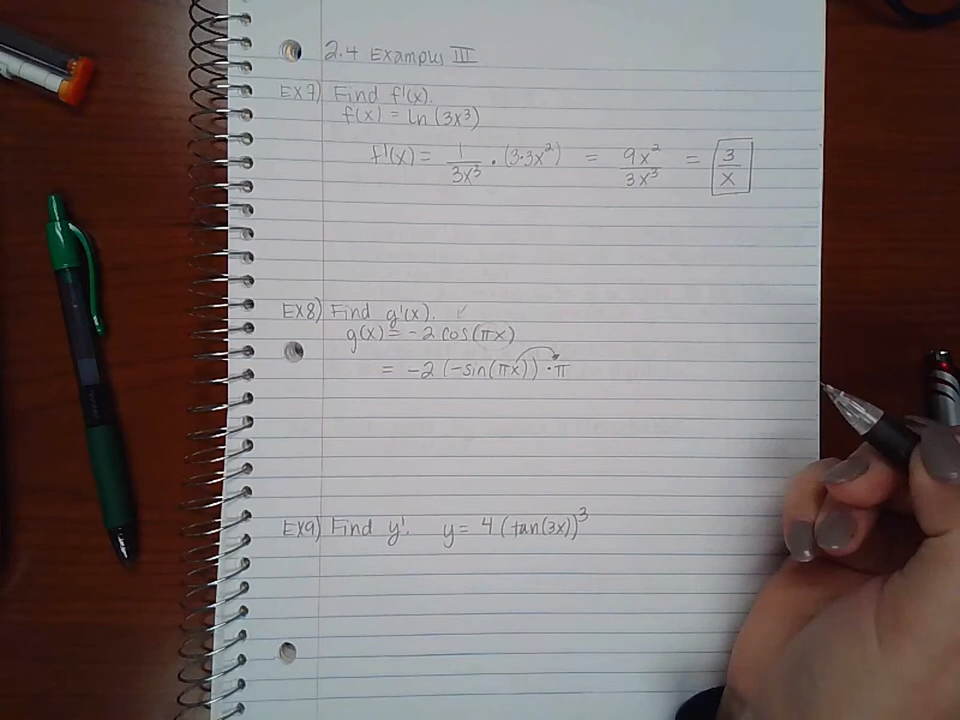 2.4 Examples III
EX7) Find f'(x).
f(x) = ln(3x³)
f'(x) = 1/3x³ · (3·3x²) = 9x²/3x³ = 3/x
EX8) Find g'(x).
g(x) = -2 cos(πx)
= -2 (-sin(πx)) · π
EX9) Find y'. y = 4 (tan(3x))³